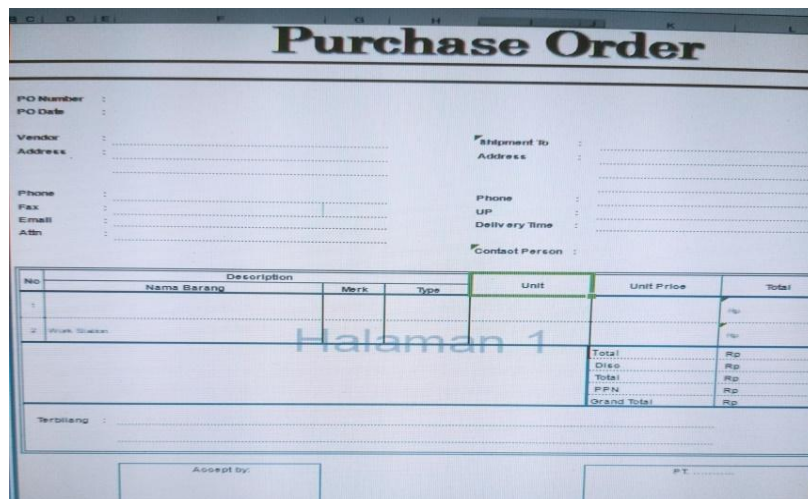 C D E F G H I J K L
Purchase Order
PO Number :
PO Date :
Vendor :
Address :
Shipment To :
Address :
Phone :
Fax :
Email :
Attn :
Phone :
UP :
Delivery Time :
Contact Person :
No Description Unit Unit Price Total
Nama Barang Merk Type
1 Rp
2 Work Station Rp
Halaman 1
Total Rp
Disc Rp
Total Rp
PPN Rp
Grand Total Rp
Terbilang :
Accept by: PT. ............